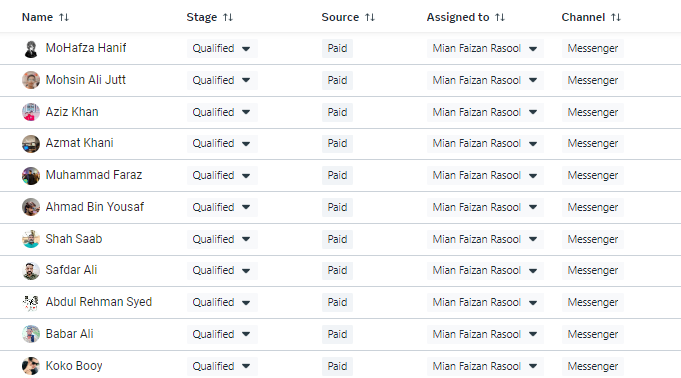 Name Stage Source Assigned to Channel
MoHafza Hanif Qualified Paid Mian Faizan Rasool Messenger
Mohsin Ali Jutt Qualified Paid Mian Faizan Rasool Messenger
Aziz Khan Qualified Paid Mian Faizan Rasool Messenger
Azmat Khani Qualified Paid Mian Faizan Rasool Messenger
Muhammad Faraz Qualified Paid Mian Faizan Rasool Messenger
Ahmad Bin Yousaf Qualified Paid Mian Faizan Rasool Messenger
Shah Saab Qualified Paid Mian Faizan Rasool Messenger
Safdar Ali Qualified Paid Mian Faizan Rasool Messenger
Abdul Rehman Syed Qualified Paid Mian Faizan Rasool Messenger
Babar Ali Qualified Paid Mian Faizan Rasool Messenger
Koko Booy Qualified Paid Mian Faizan Rasool Messenger